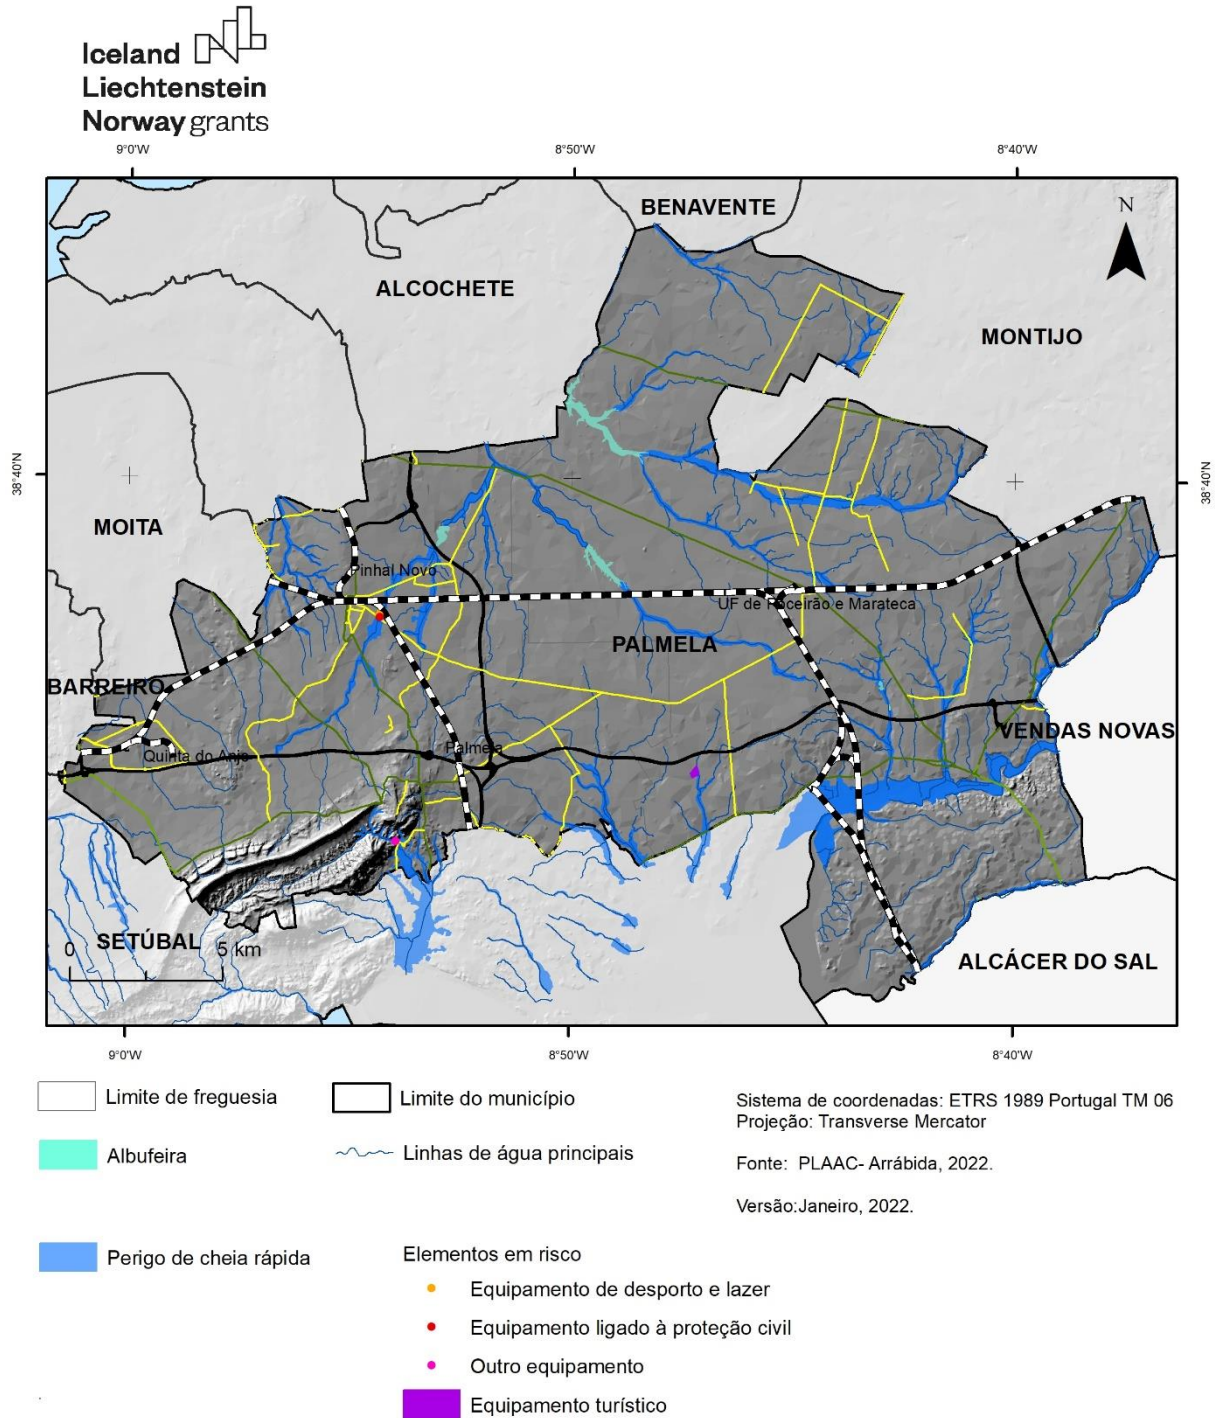 Iceland
Liechtenstein
Norway grants
9°0'W
8°50'W
8°40'W
BENAVENTE
N
ALCOCHETE
MONTIJO
38°40'N
38°40'N
MOITA
Pinhal Novo
UF de Poceirão e Marateca
PALMELA
BARREIRO
VENDAS NOVAS
Quinta do Anjo
Palmela
SETÚBAL
0
5 km
ALCÁCER DO SAL
9°0'W
8°50'W
8°40'W
Limite de freguesia
Limite do município
Sistema de coordenadas: ETRS 1989 Portugal TM 06
Projeção: Transverse Mercator
Albufeira
Linhas de água principais
Fonte: PLAAC- Arrábida, 2022.
Versão:Janeiro, 2022.
Perigo de cheia rápida
Elementos em risco
Equipamento de desporto e lazer
Equipamento ligado à proteção civil
Outro equipamento
Equipamento turístico